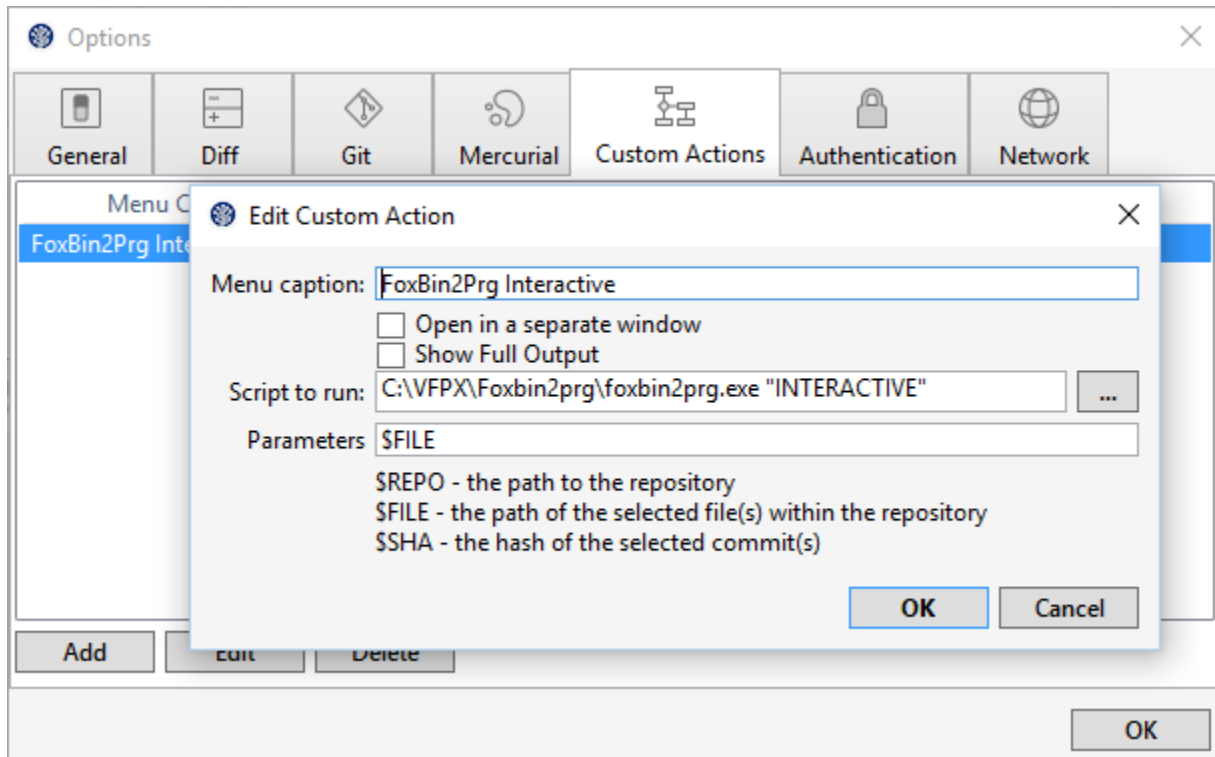 Options
General Diff Git Mercurial Custom Actions Authentication Network
Menu C
Edit Custom Action
FoxBin2Prg Inte
Menu caption: FoxBin2Prg Interactive
Open in a separate window
Show Full Output
Script to run: C:\VFPX\Foxbin2prg\foxbin2prg.exe "INTERACTIVE" ...
Parameters $FILE
$REPO - the path to the repository
$FILE - the path of the selected file(s) within the repository
$SHA - the hash of the selected commit(s)
OK Cancel
Add Edit Delete
OK